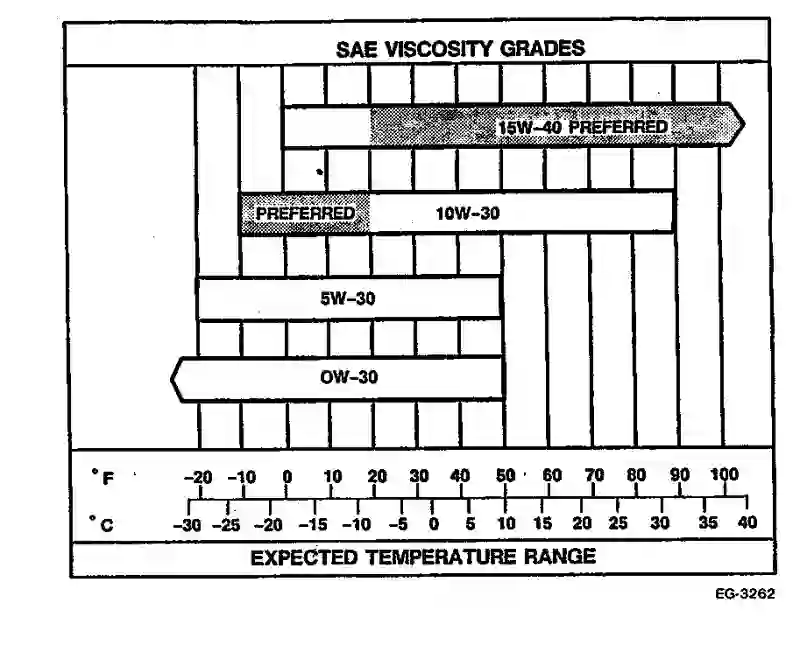 SAE VISCOSITY GRADES
15W-40 PREFERRED
PREFERRED 10W-30
5W-30
0W-30
°F -20 -10 0 10 20 30 40 50 60 70 80 90 100
°C -30 -25 -20 -15 -10 -5 0 5 10 15 20 25 30 35 40
EXPECTED TEMPERATURE RANGE
EG-3262